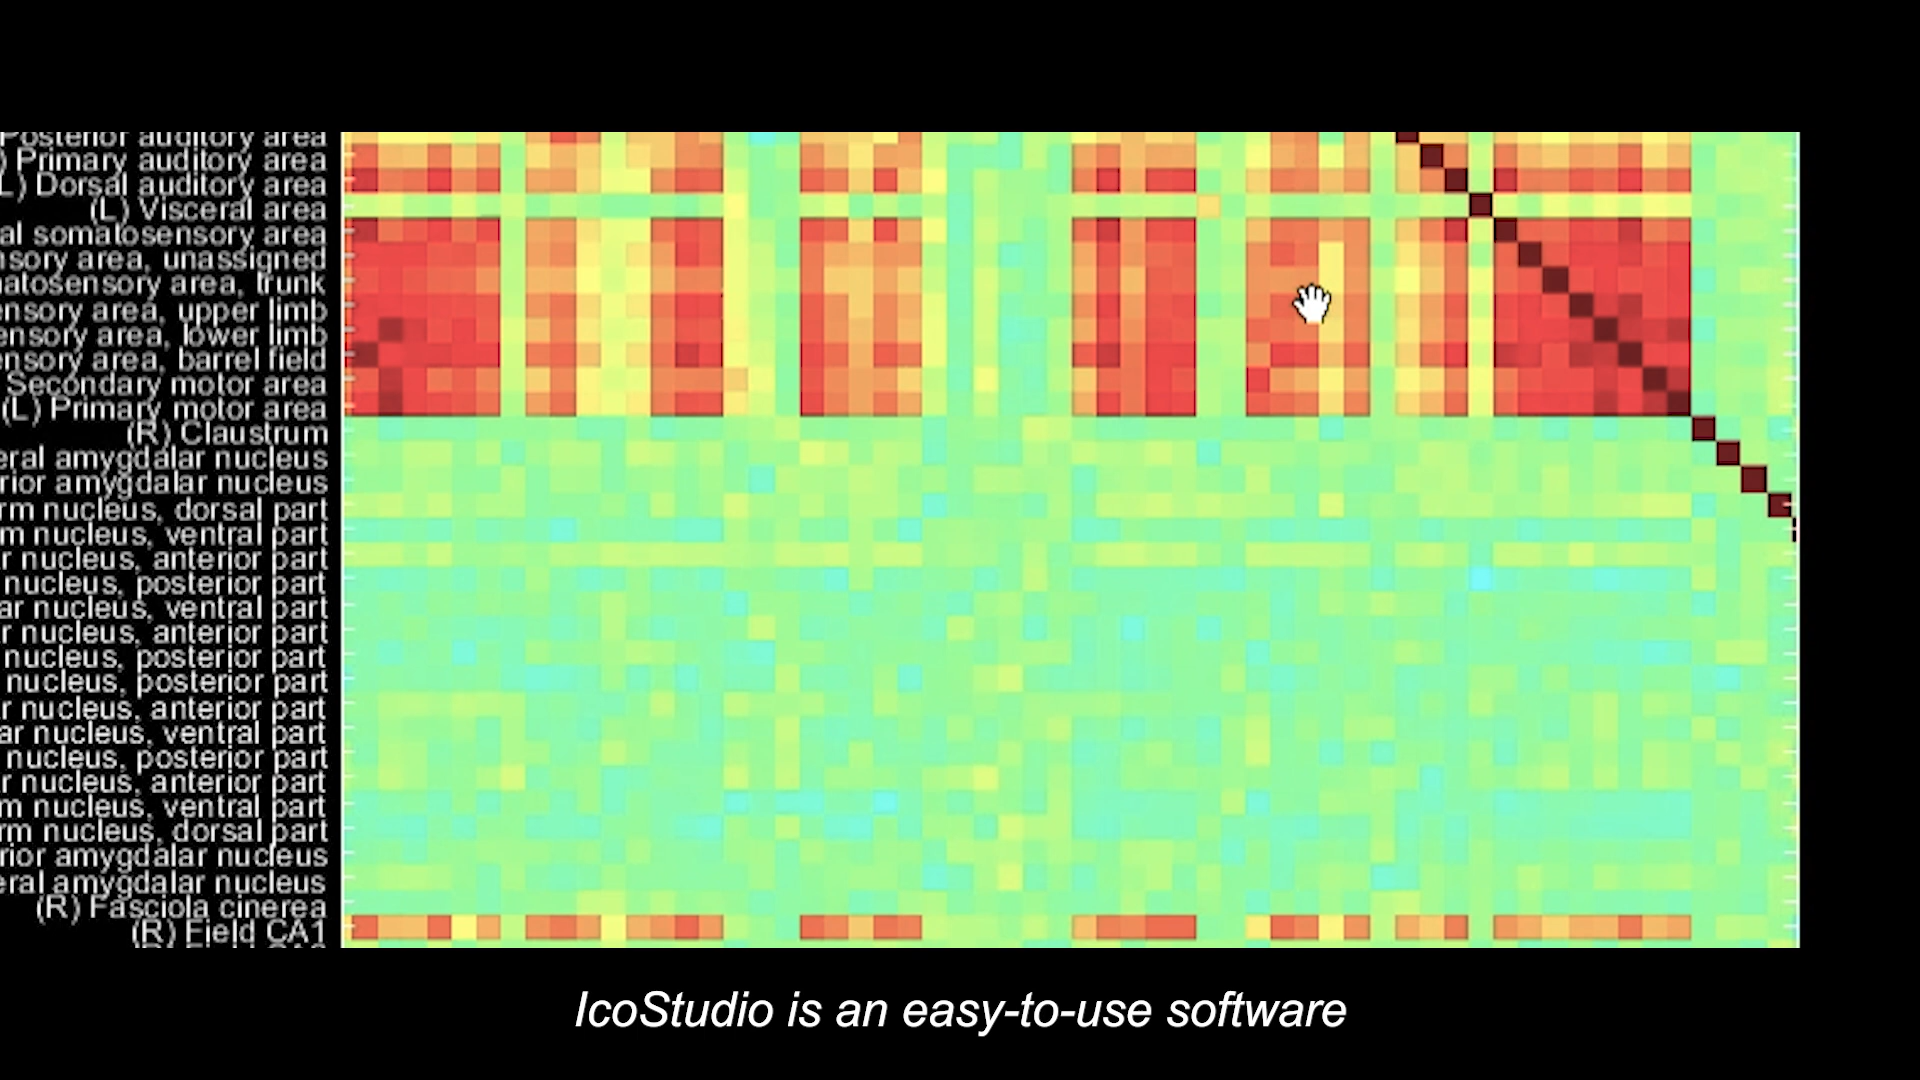 Posterior auditory area
) Primary auditory area
L) Dorsal auditory area
(L) Visceral area
al somatosensory area
nsory area, unassigned
natosensory area, trunk
ensory area, upper limb
ensory area, lower limb
ensory area, barrel field
Secondary motor area
(L) Primary motor area
(R) Claustrum
eral amygdalar nucleus
rior amygdalar nucleus
rm nucleus, dorsal part
m nucleus, ventral part
r nucleus, anterior part
nucleus, posterior part
ar nucleus, ventral part
r nucleus, anterior part
nucleus, posterior part
nucleus, posterior part
r nucleus, anterior part
ar nucleus, ventral part
nucleus, posterior part
r nucleus, anterior part
m nucleus, ventral part
rm nucleus, dorsal part
rior amygdalar nucleus
eral amygdalar nucleus
(R) Fasciola cinerea
(R) Field CA1
IcoStudio is an easy-to-use software